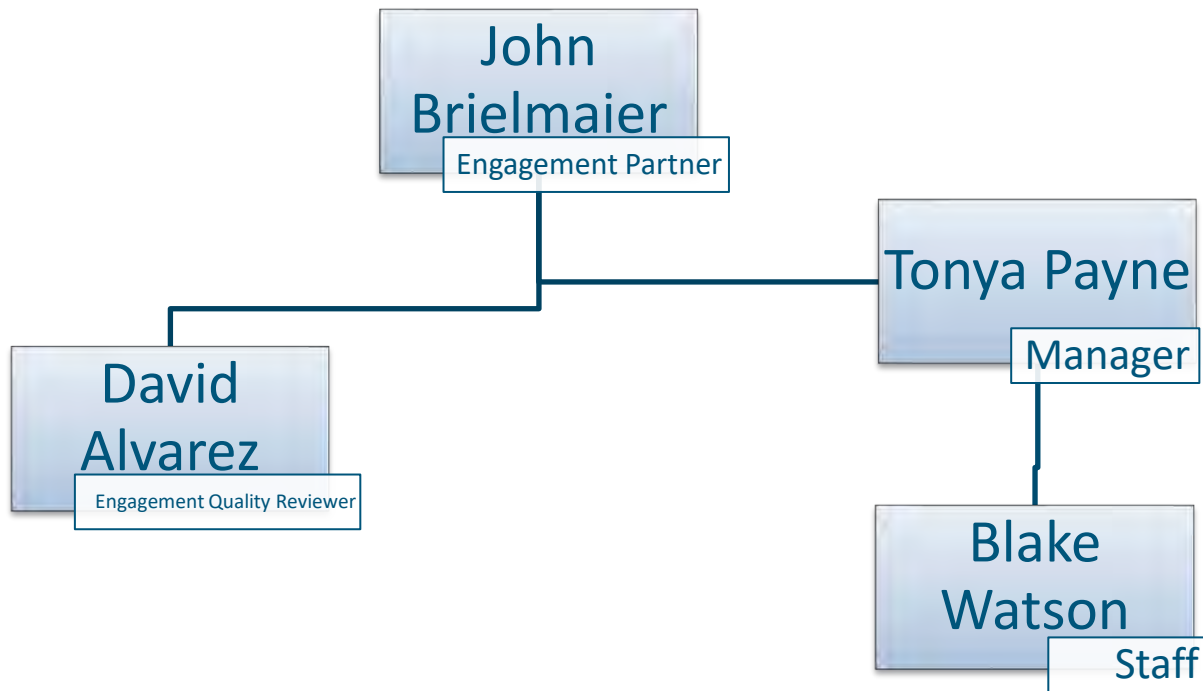 John
Brielmaier
Engagement Partner
Tonya Payne
Manager
David
Alvarez
Engagement Quality Reviewer
Blake
Watson
Staff